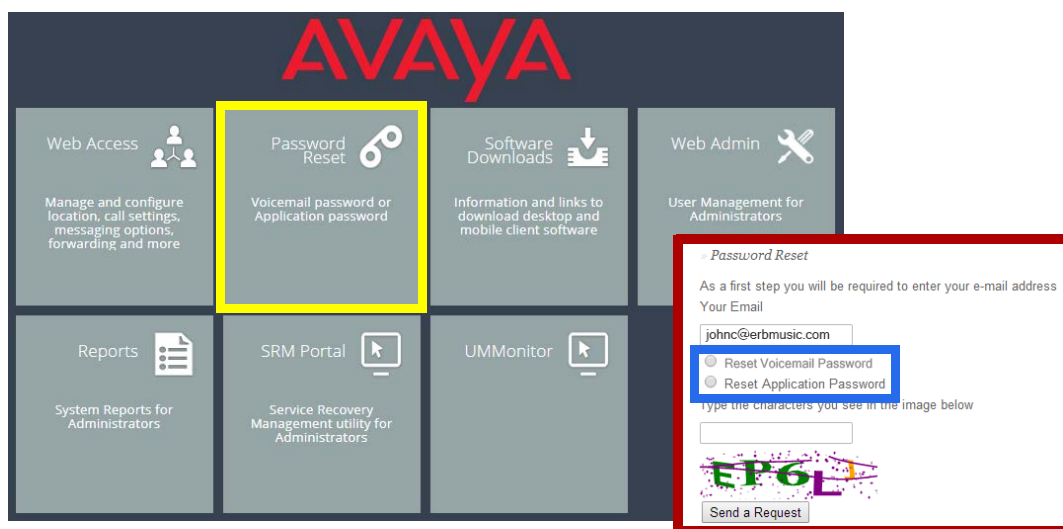 AVAYA
Web Access
Manage and configure
location, call settings,
messaging options,
forwarding and more
Password
Reset
Voicemail password or
Application password
Software
Downloads
Information and links to
download desktop and
mobile client software
Web Admin
User Management for
Administrators
Reports
System Reports for
Administrators
SRM Portal
Service Recovery
Management utility for
Administrators
UMMonitor
» Password Reset
As a first step you will be required to enter your e-mail address
Your Email
johnc@erbmusic.com
Reset Voicemail Password
Reset Application Password
Type the characters you see in the image below
Send a Request